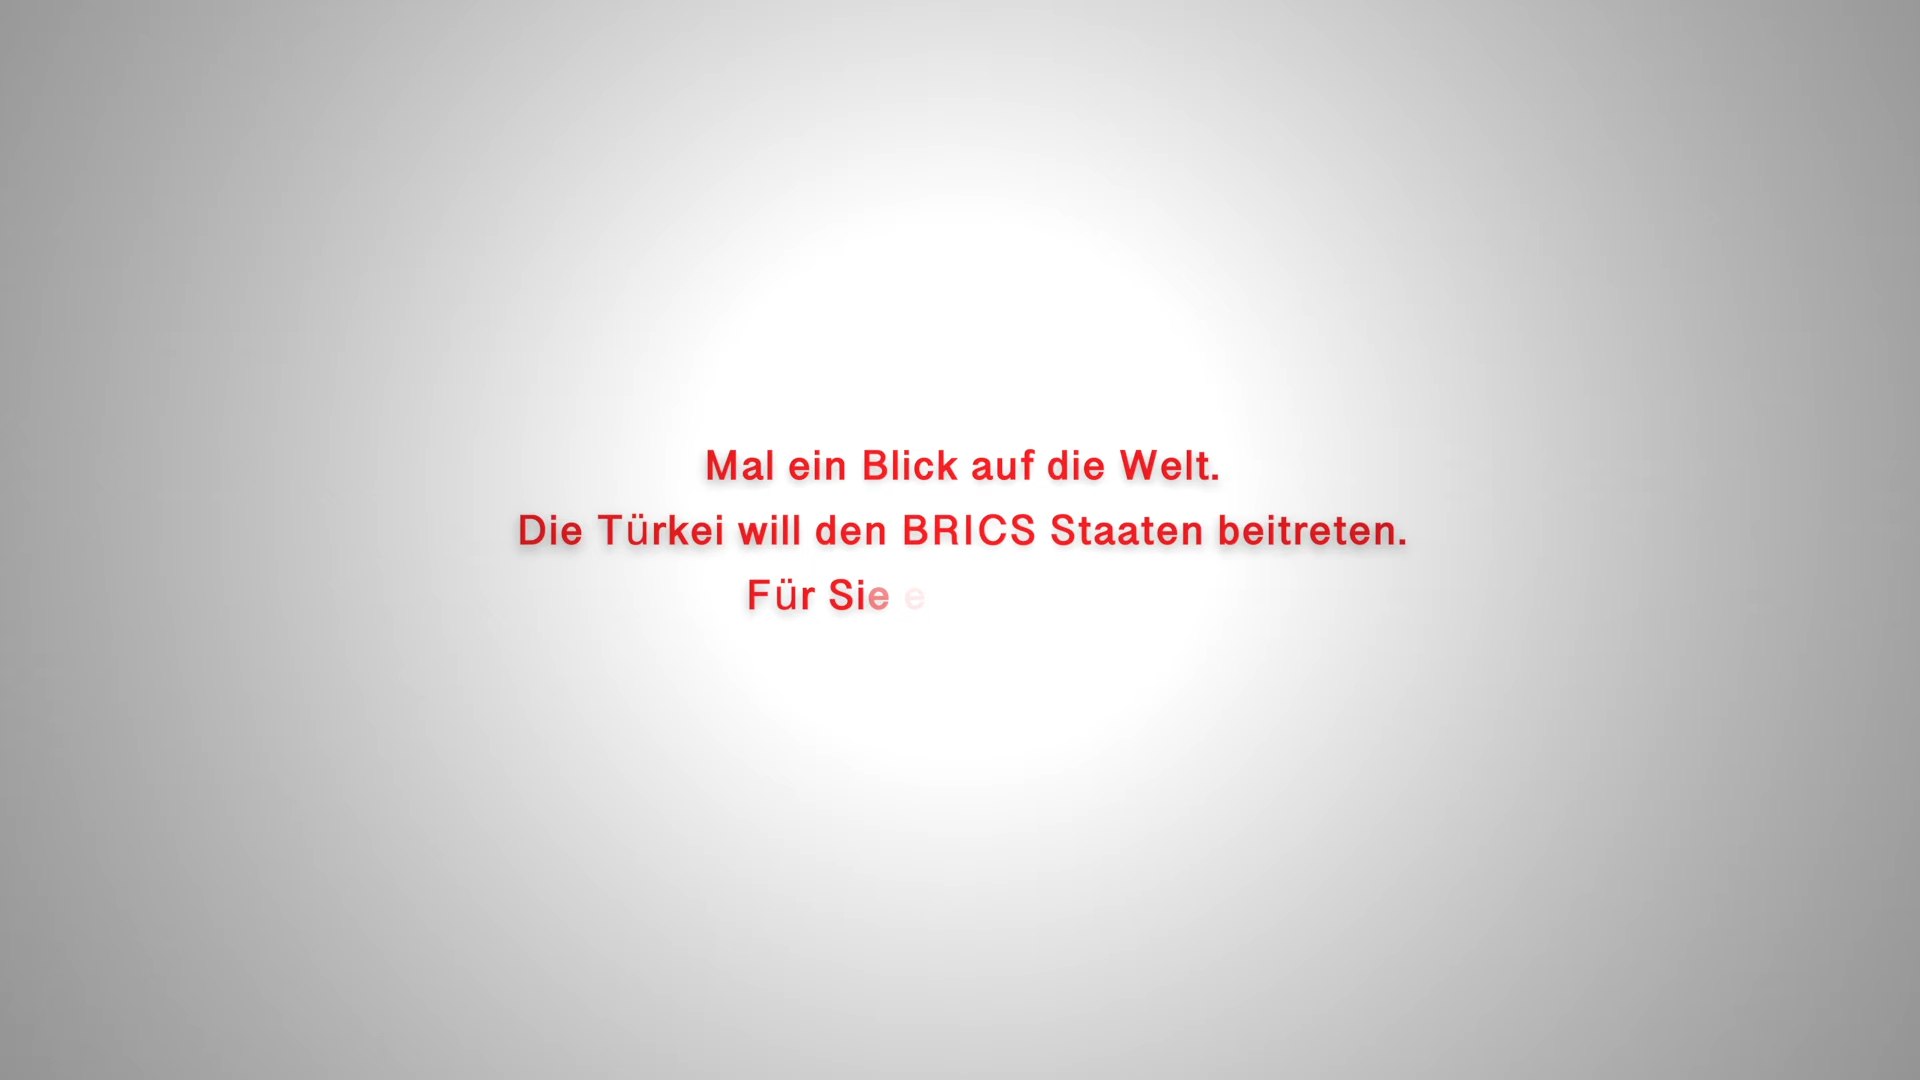 Mal ein Blick auf die Welt.
Die Türkei will den BRICS Staaten beitreten.
Für Sie e